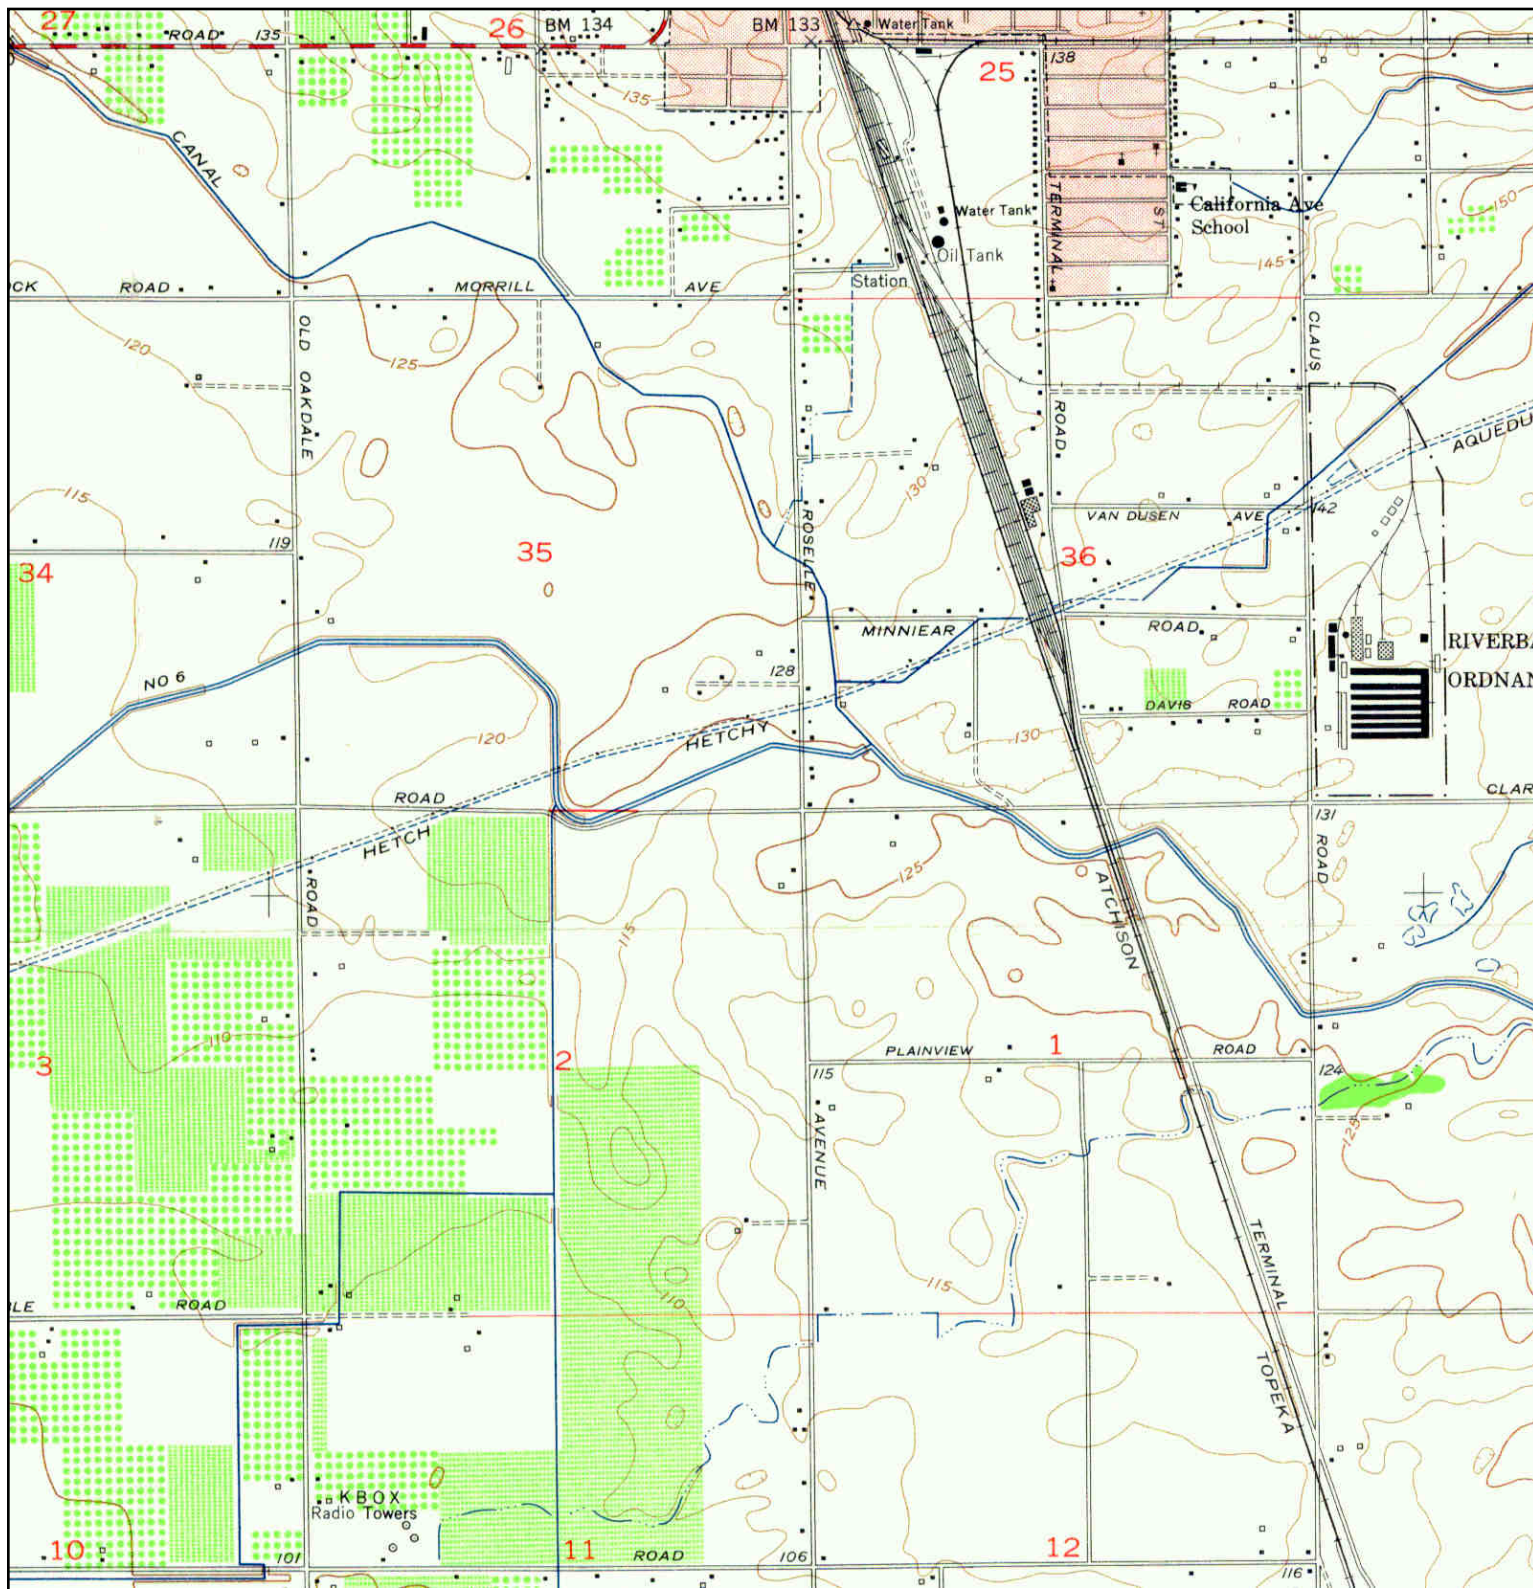 27
ROAD
135
26
BM 134
BM 133
Water Tank
25
138
135
CANAL
TERMINAL
ST
California Ave
School
150
Water Tank
Oil Tank
145
Station
OCK
ROAD
MORRILL
AVE
OLD OAKDALE
CLAUS
120
125
ROAD
AQUEDU
115
130
ROSELLE
VAN DUSEN
AVE
142
119
35
36
34
MINNIEAR
ROAD
RIVERBA
ORDNAN
128
NO 6
DAVIS
ROAD
120
HETCHY
130
ROAD
CLAR
131
HETCH
ROAD
125
ROAD
ATCHISON
115
110
3
2
PLAINVIEW
1
ROAD
115
124
AVENUE
125
TERMINAL
115
110
LE
ROAD
TOPEKA
KBOX
Radio Towers
10
101
11
ROAD
106
12
116